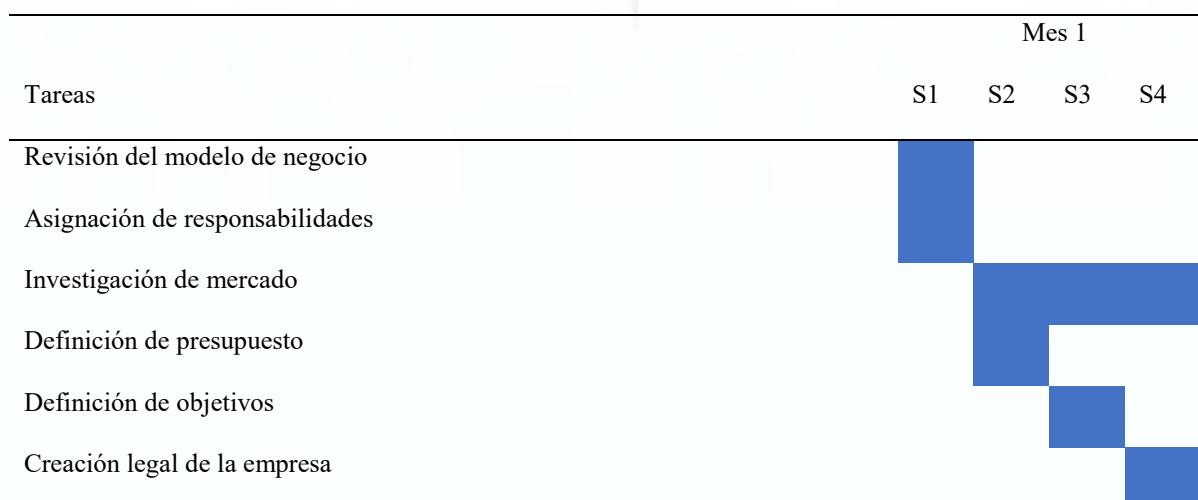 Mes 1
Tareas S1 S2 S3 S4
Revisión del modelo de negocio
Asignación de responsabilidades
Investigación de mercado
Definición de presupuesto
Definición de objetivos
Creación legal de la empresa